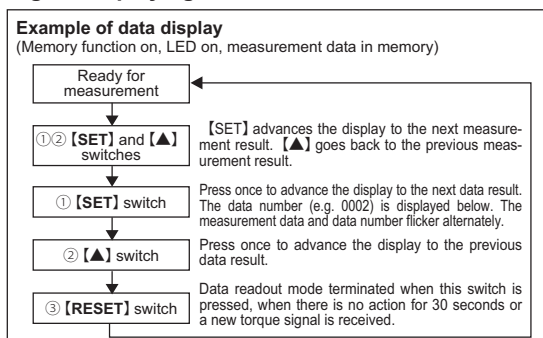 Example of data display
(Memory function on, LED on, measurement data in memory)
Ready for
measurement
①②【SET】and【▲】
switches
【SET】advances the display to the next measure-
ment result. 【▲】goes back to the previous meas-
urement result.
①【SET】switch
Press once to advance the display to the next data result.
The data number (e.g. 0002) is displayed below. The
measurement data and data number flicker alternately.
②【▲】switch
Press once to advance the display to the previous
data result.
③【RESET】switch
Data readout mode terminated when this switch is
pressed, when there is no action for 30 seconds or
a new torque signal is received.